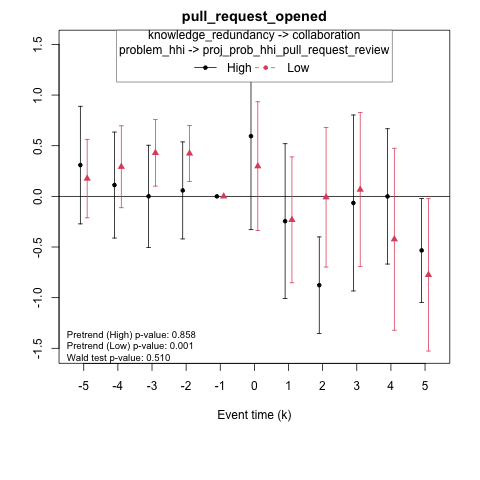 pull_request_opened
knowledge_redundancy -> collaboration
problem_hhi -> proj_prob_hhi_pull_request_review
High Low
1.5
1.0
0.5
0.0
-0.5
-1.0
-1.5
Pretrend (High) p-value: 0.858
Pretrend (Low) p-value: 0.001
Wald test p-value: 0.510
-5 -4 -3 -2 -1 0 1 2 3 4 5
Event time (k)